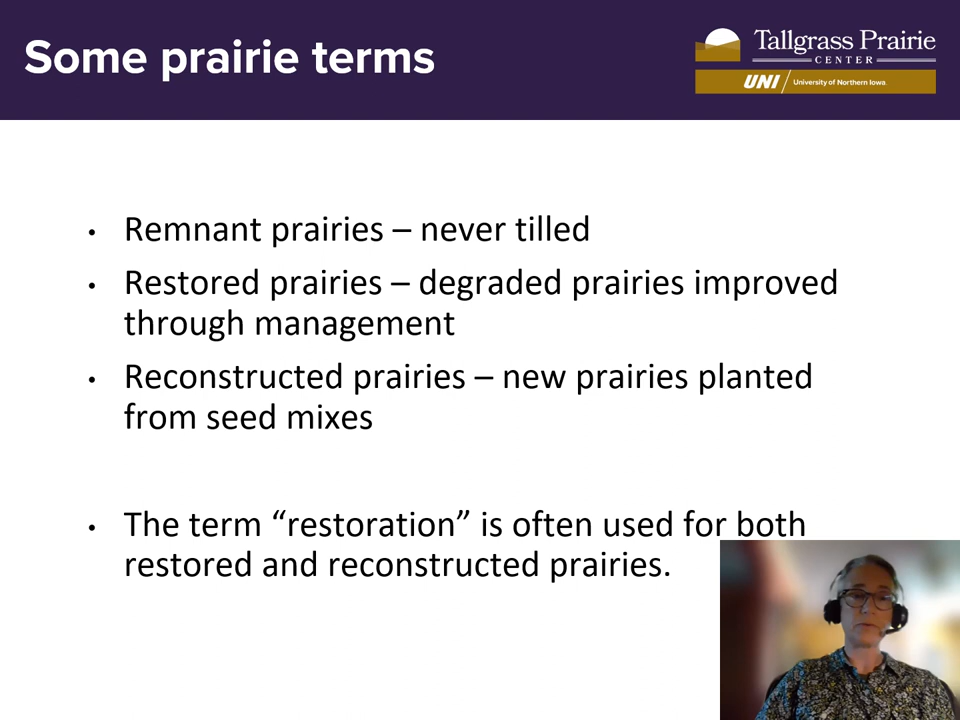 Some prairie terms
Tallgrass Prairie
CENTER
UNI University of Northern Iowa
• Remnant prairies – never tilled
• Restored prairies – degraded prairies improved
through management
• Reconstructed prairies – new prairies planted
from seed mixes
• The term “restoration” is often used for both
restored and reconstructed prairies.